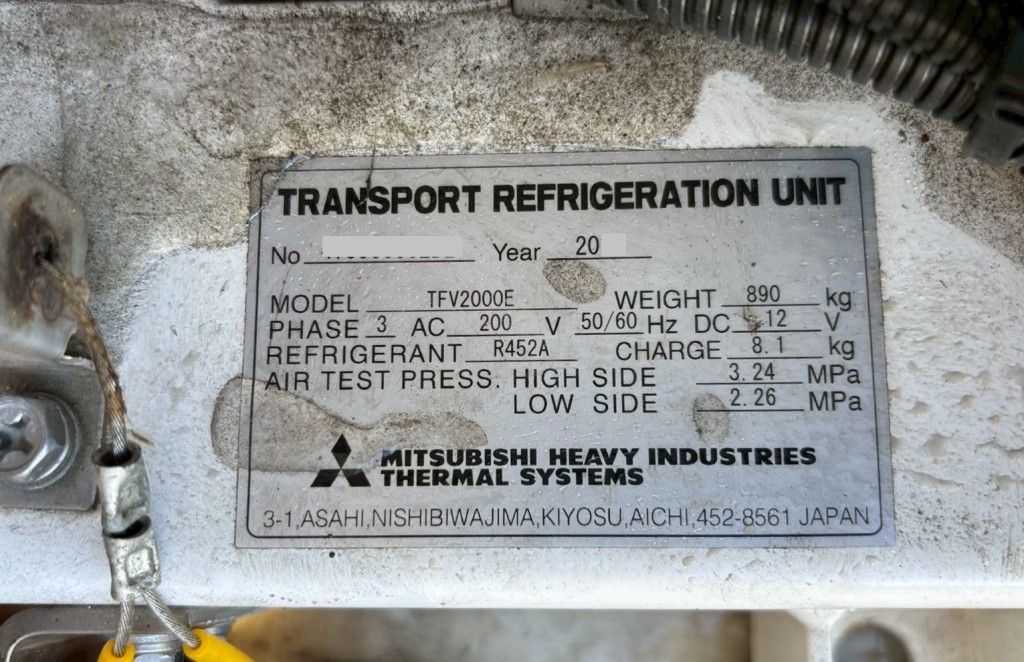 TRANSPORT REFRIGERATION UNIT
No Year 20
MODEL TFV2000E WEIGHT 890 kg
PHASE 3 AC 200 V 50/60 Hz DC 12 V
REFRIGERANT R452A CHARGE 8.1 kg
AIR TEST PRESS. HIGH SIDE 3.24 MPa
LOW SIDE 2.26 MPa
MITSUBISHI HEAVY INDUSTRIES
THERMAL SYSTEMS
3-1,ASAHI,NISHIBIWAJIMA,KIYOSU,AICHI,452-8561 JAPAN